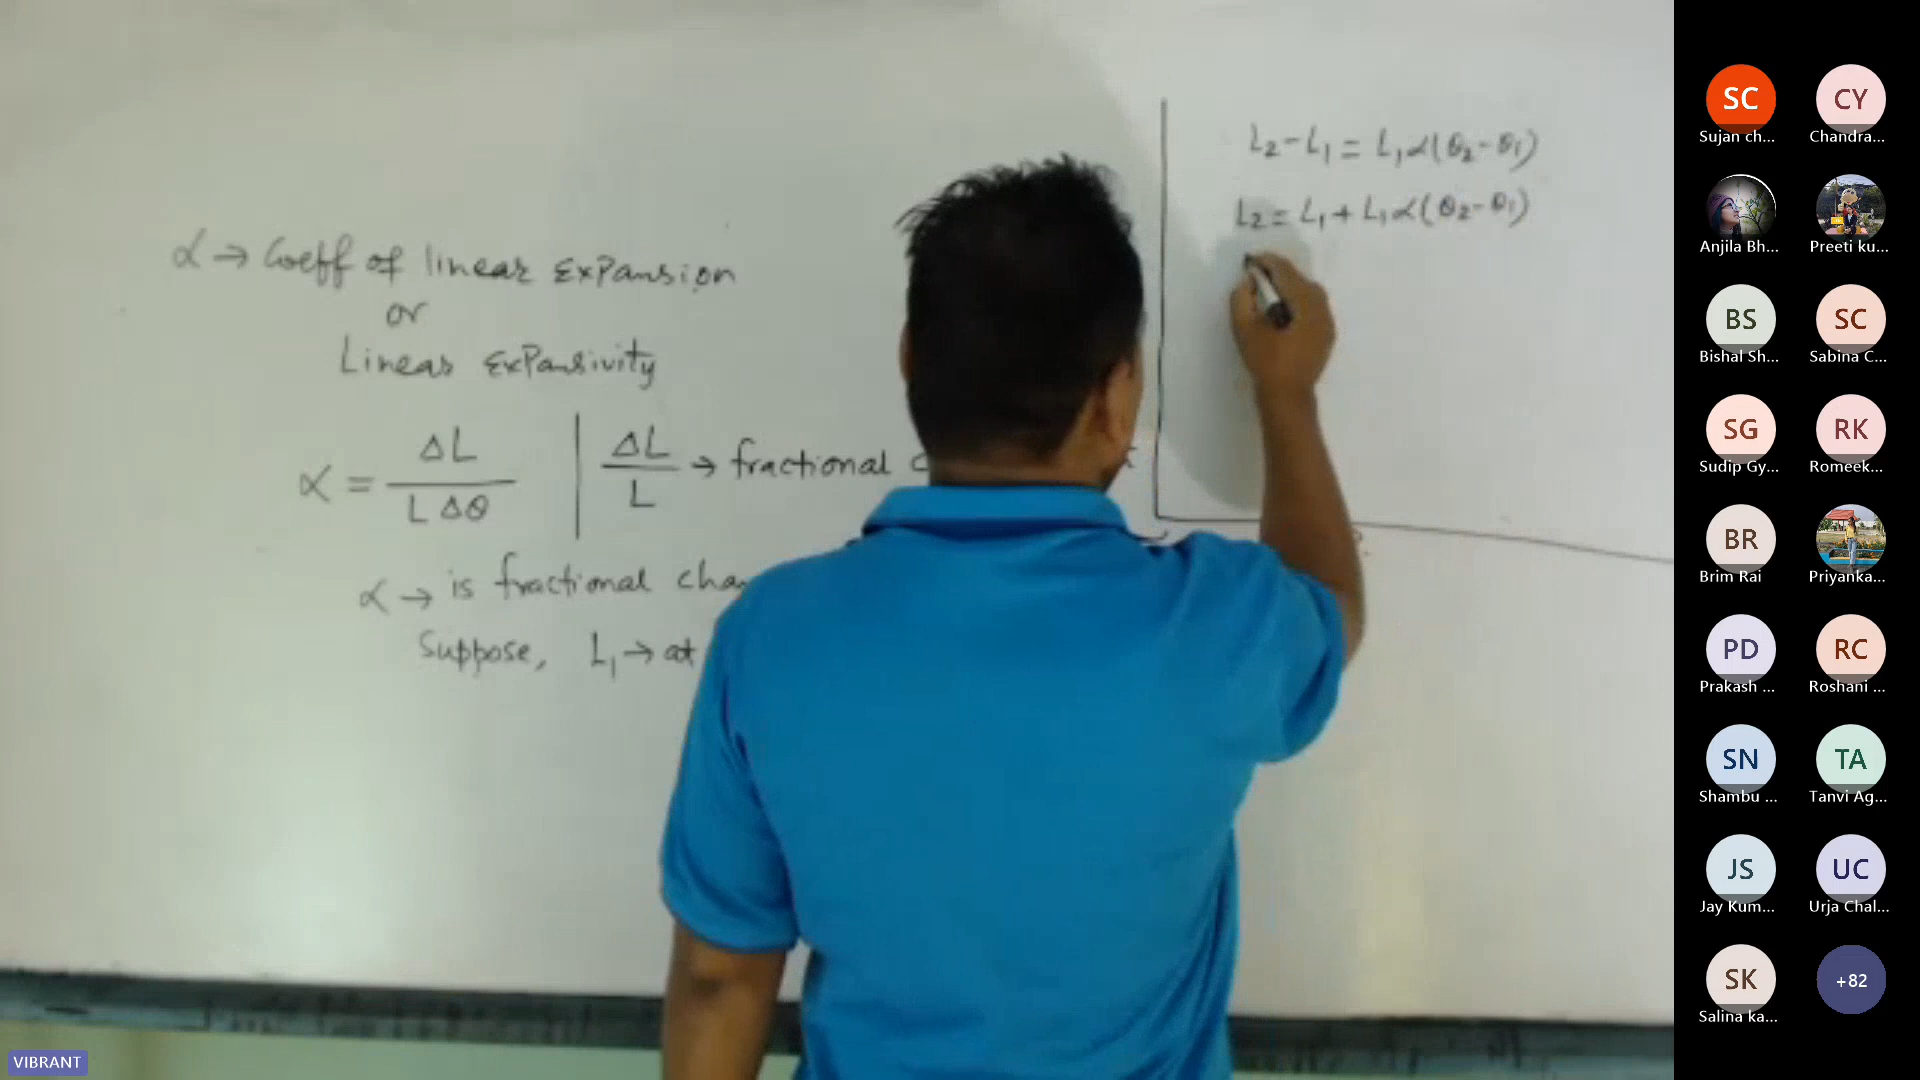 α → Coeff of linear Expansion
or
Linear Expansivity
α = ΔL / L Δθ | ΔL / L → fractional
α → is fractional
Suppose, L₁ → at
L₂ - L₁ = L₁α(θ₂ - θ₁)
L₂ = L₁ + L₁α(θ₂ - θ₁)
SC
Sujan ch...
CY
Chandra...
Anjila Bh...
Preeti ku...
BS
Bishal Sh...
SC
Sabina C...
SG
Sudip Gy...
RK
Romeek...
BR
Brim Rai
Priyanka...
PD
Prakash ...
RC
Roshani ...
SN
Shambu ...
TA
Tanvi Ag...
JS
Jay Kum...
UC
Urja Chal...
SK
Salina ka...
+82
VIBRANT